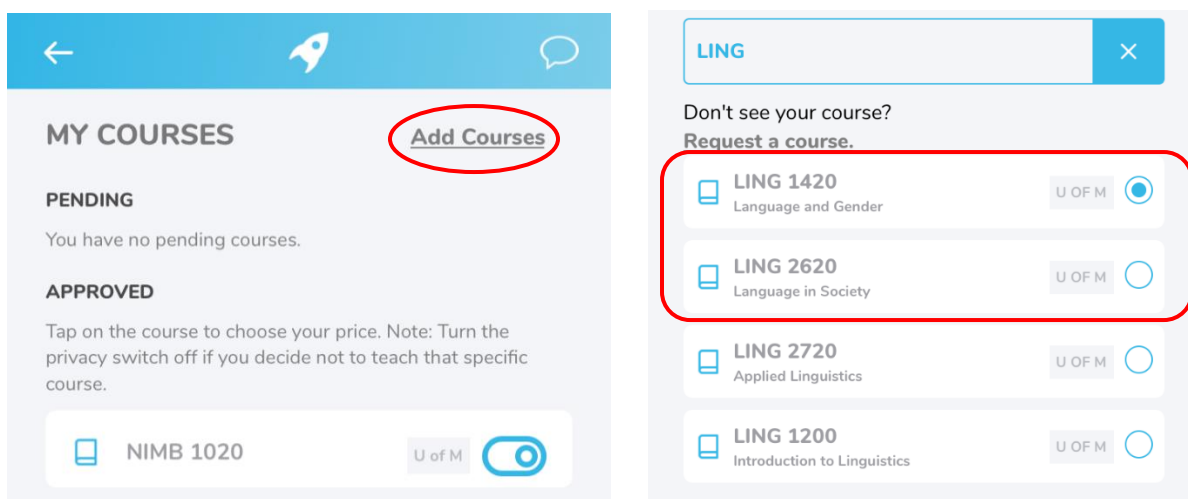 MY COURSES
Add Courses
PENDING
You have no pending courses.
APPROVED
Tap on the course to choose your price. Note: Turn the
privacy switch off if you decide not to teach that specific
course.
NIMB 1020
U of M
LING
Don't see your course?
Request a course.
LING 1420
Language and Gender
U OF M
LING 2620
Language in Society
U OF M
LING 2720
Applied Linguistics
U OF M
LING 1200
Introduction to Linguistics
U OF M